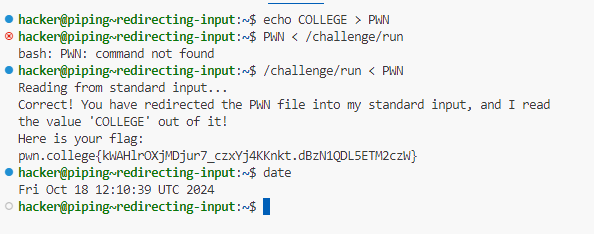 hacker@piping~redirecting-input:~$ echo COLLEGE > PWN
hacker@piping~redirecting-input:~$ PWN < /challenge/run
bash: PWN: command not found
hacker@piping~redirecting-input:~$ /challenge/run < PWN
Reading from standard input...
Correct! You have redirected the PWN file into my standard input, and I read
the value 'COLLEGE' out of it!
Here is your flag:
pwn.college{kWAHlrOXjMDjur7_czxYj4KKnkt.dBzN1QDL5ETM2czW}
hacker@piping~redirecting-input:~$ date
Fri Oct 18 12:10:39 UTC 2024
hacker@piping~redirecting-input:~$